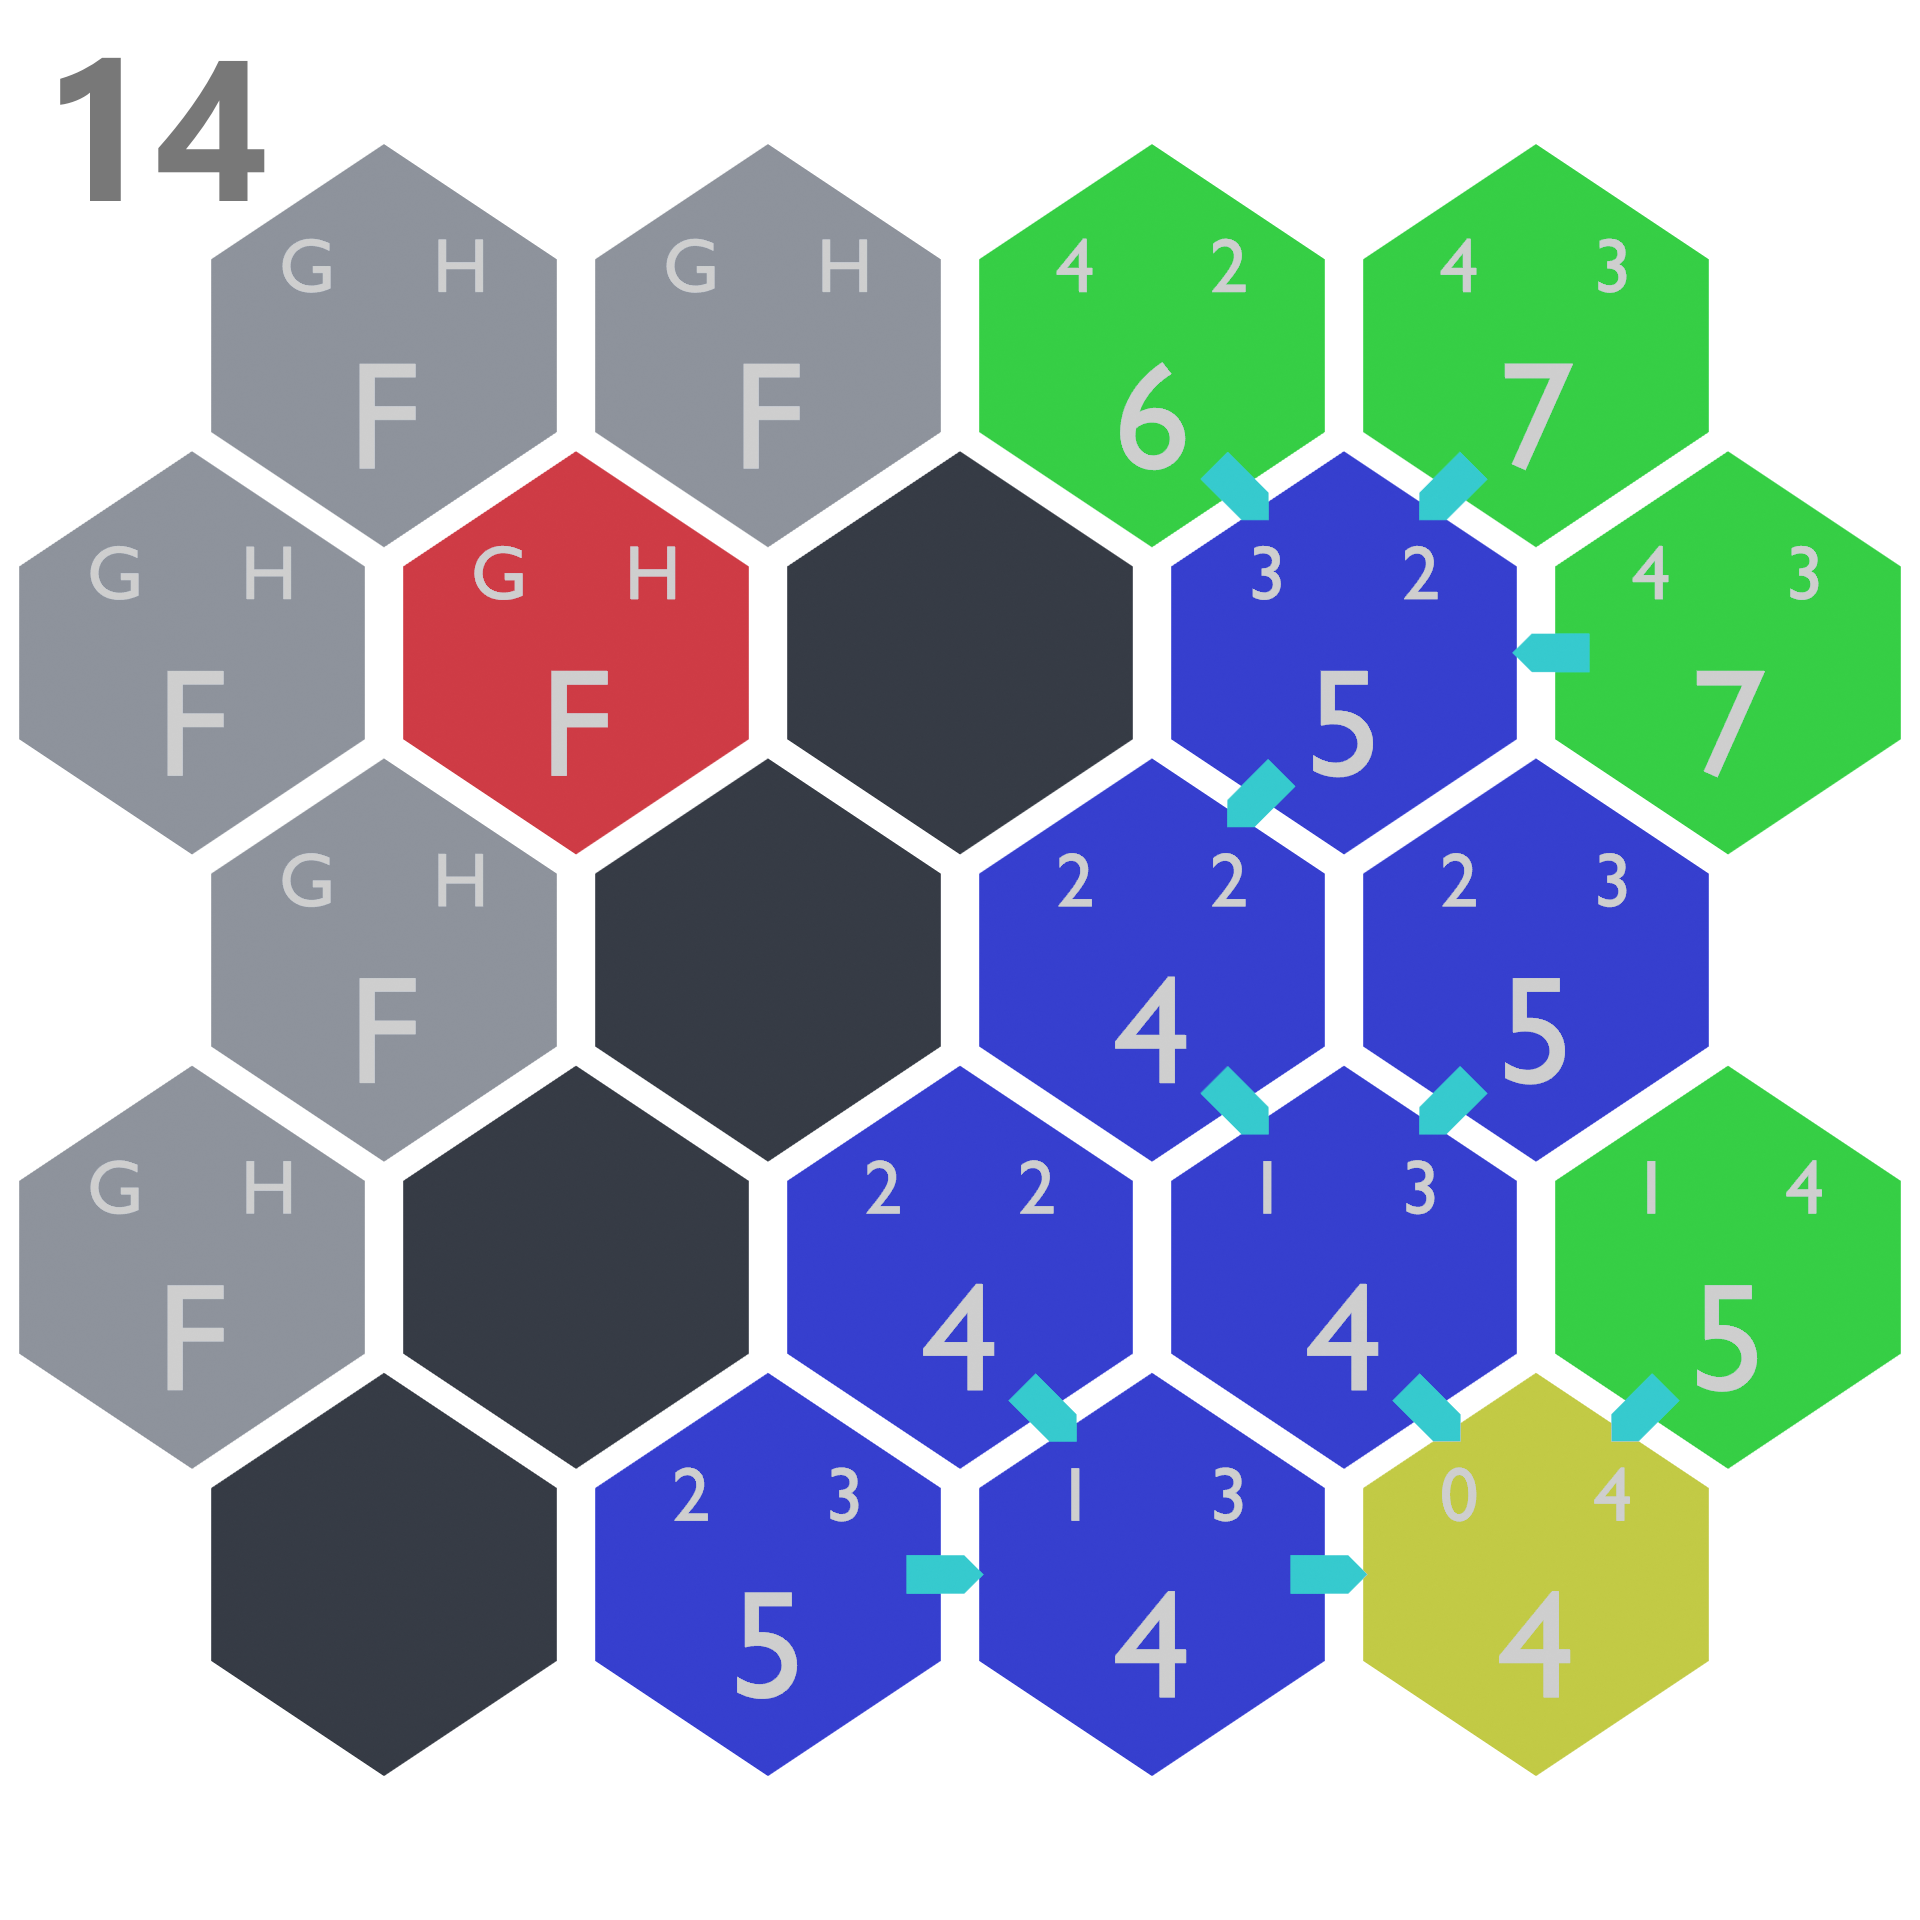 14
G H G H 4 2 4 3
F F 6 7
G H G H 3 2 4 3
F F 5 7
G H 2 2 2 3
F 4 5
G H 2 2 1 3 1 4
F 4 4 5
2 3 1 3 0 4
5 4 4